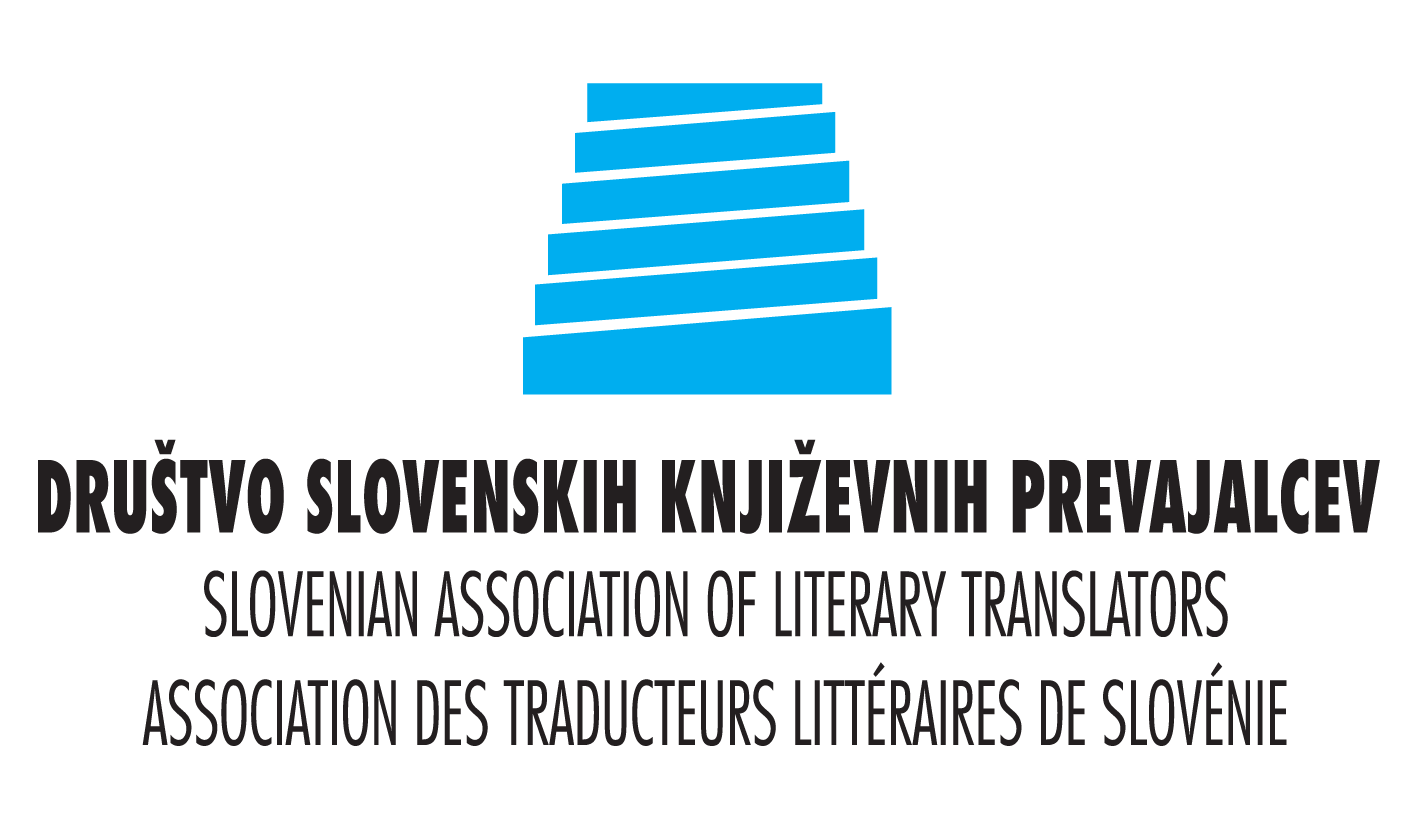 DRUŠTVO SLOVENSKIH KNJIŽEVNIH PREVAJALCEV
SLOVENIAN ASSOCIATION OF LITERARY TRANSLATORS
ASSOCIATION DES TRADUCTEURS LITTÉRAIRES DE SLOVÉNIE